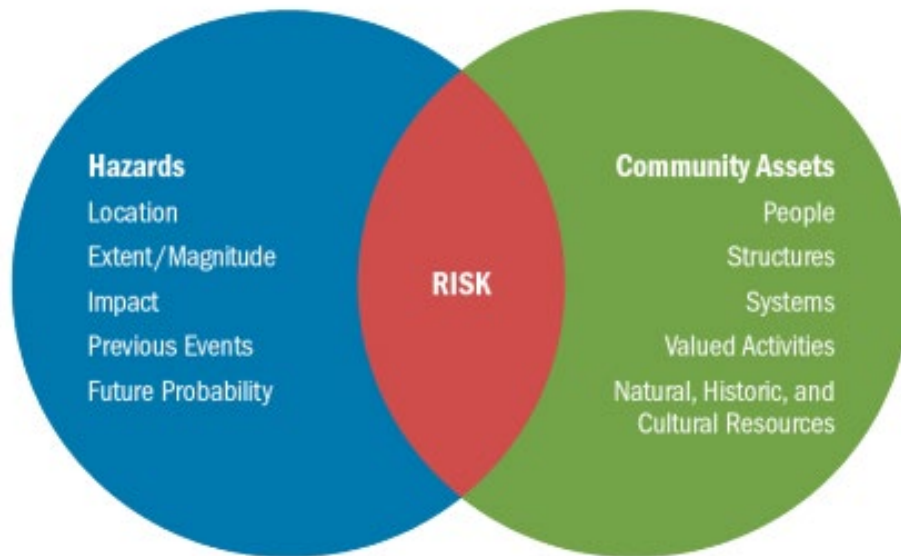 Hazards
Location
Extent/Magnitude
Impact
Previous Events
Future Probability
RISK
Community Assets
People
Structures
Systems
Valued Activities
Natural, Historic, and
Cultural Resources